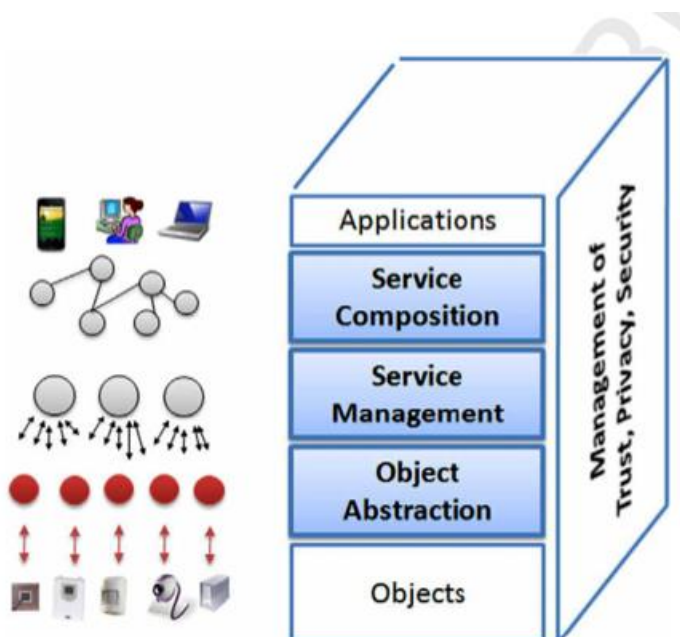 Applications
Service
Composition
Service
Management
Object
Abstraction
Objects
Management of
Trust, Privacy, Security